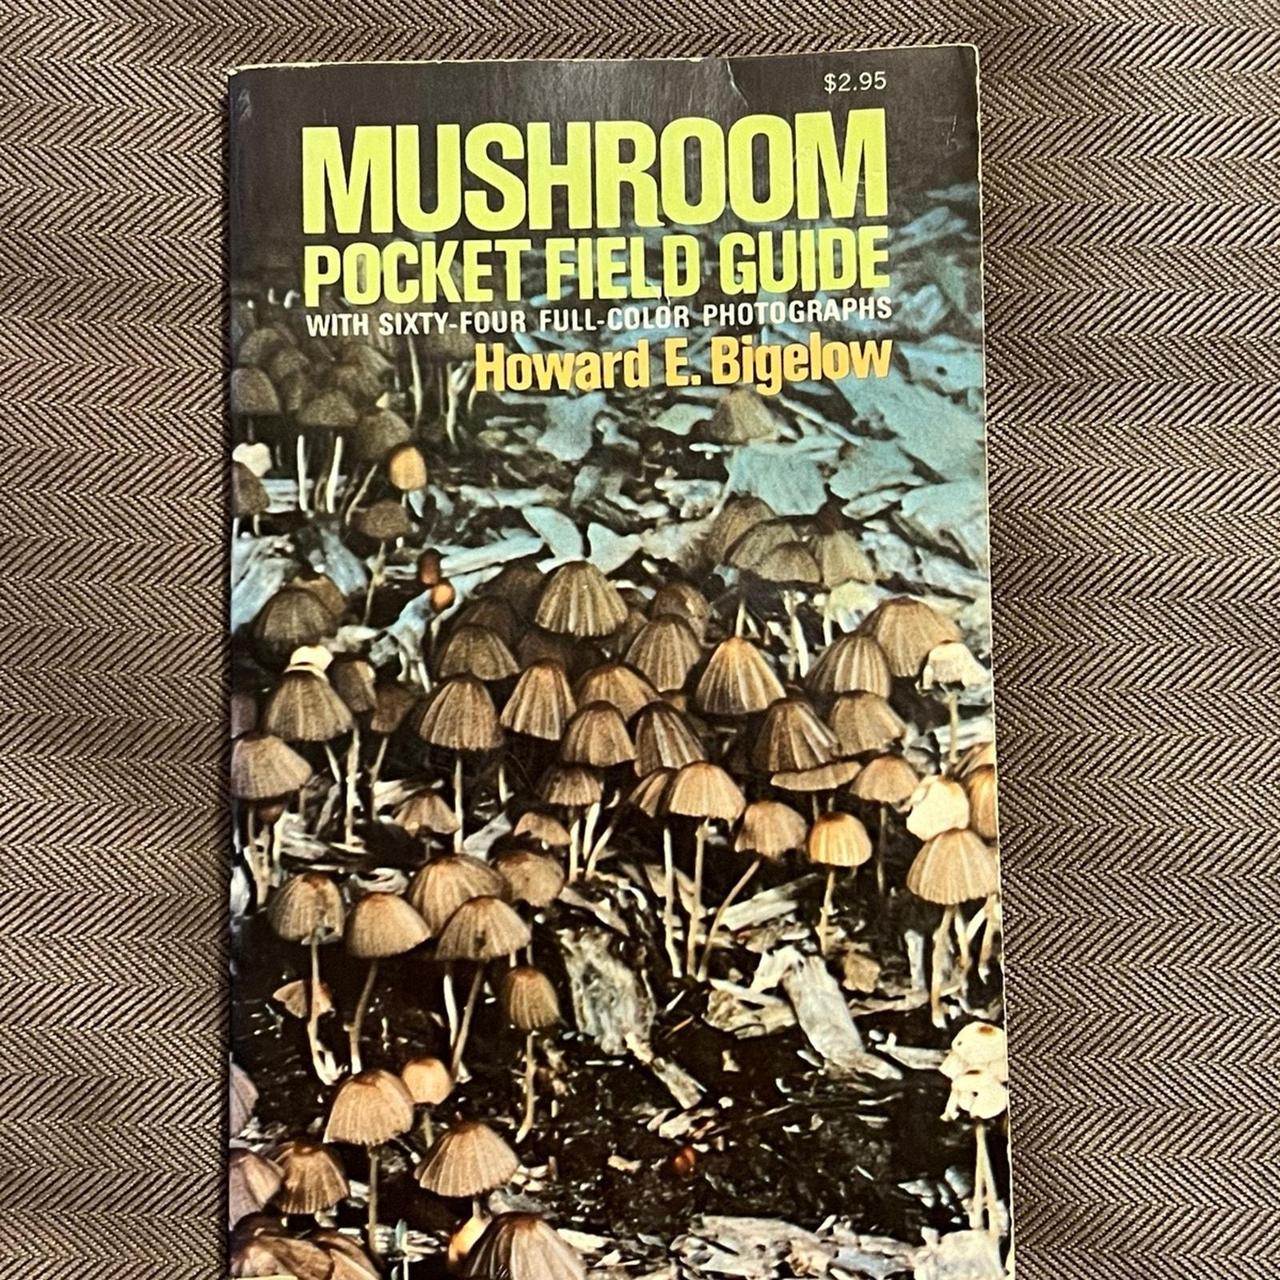 $2.95
MUSHROOM
POCKET FIELD GUIDE
WITH SIXTY-FOUR FULL-COLOR PHOTOGRAPHS
Howard E. Bigelow